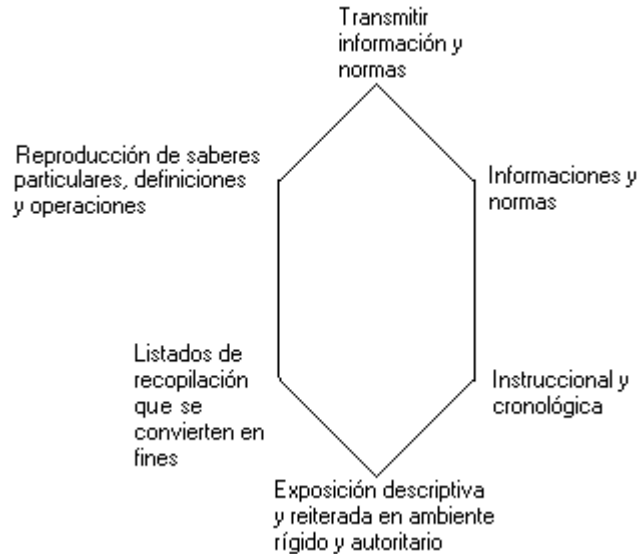 Transmitir
información y
normas
Reproducción de saberes
particulares, definiciones
y operaciones
Informaciones y
normas
Listados de
recopilación
que se
convierten en
fines
Instruccional y
cronológica
Exposición descriptiva
y reiterada en ambiente
rígido y autoritario